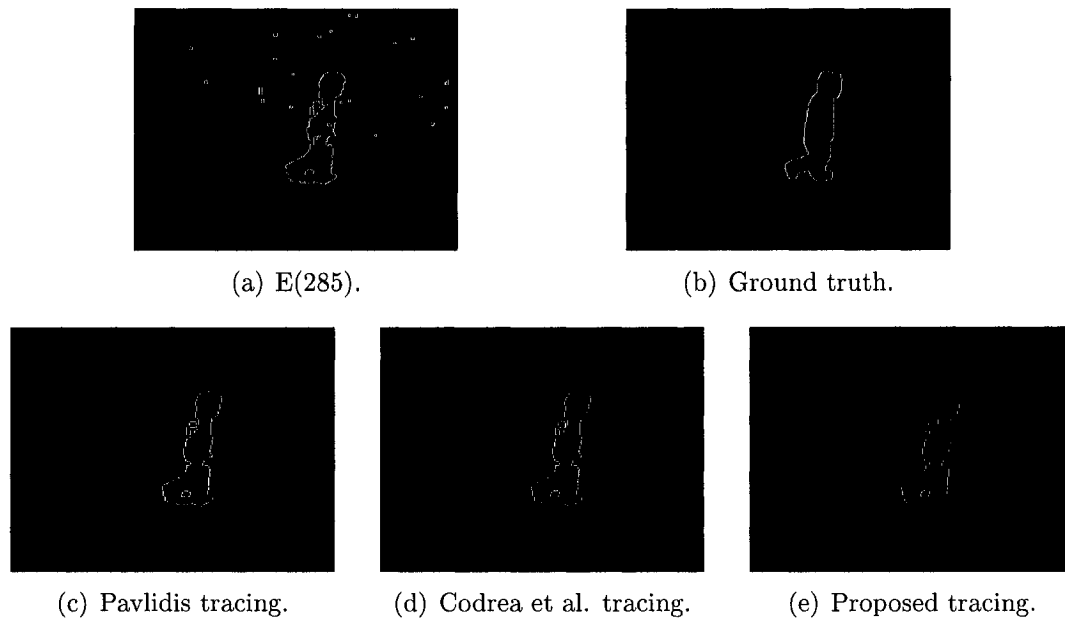 (a) E(285).
(b) Ground truth.
(c) Pavlidis tracing.
(d) Codrea et al. tracing.
(e) Proposed tracing.